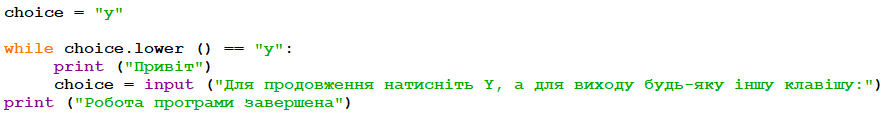 choice = "y"
while choice.lower () == "y":
print ("Привіт")
choice = input ("Для продовження натисніть Y, а для виходу будь-яку іншу клавішу:")
print ("Робота програми завершена")